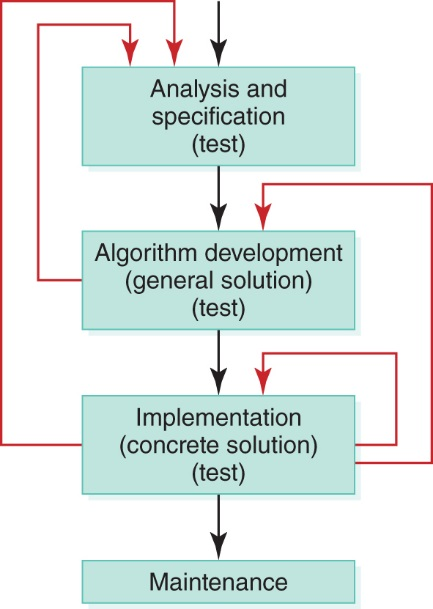 Analysis and
specification
(test)
Algorithm development
(general solution)
(test)
Implementation
(concrete solution)
(test)
Maintenance